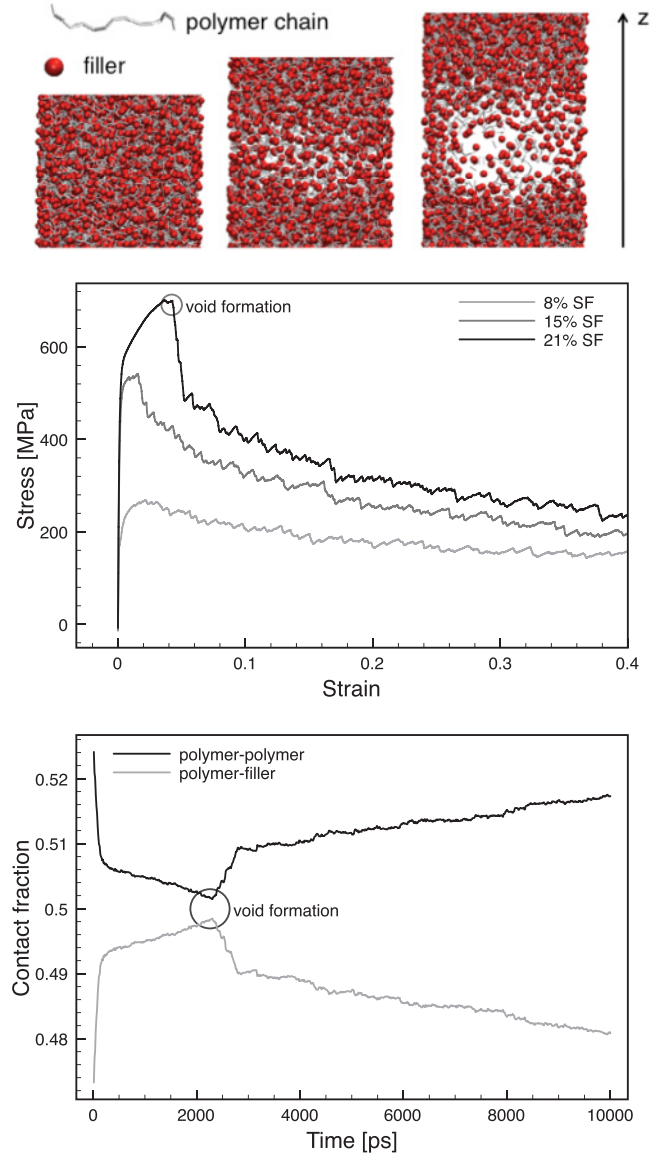 polymer chain
filler
z
void formation
8% SF
15% SF
21% SF
Stress [MPa]
600
400
200
0
0 0.1 0.2 0.3 0.4
Strain
polymer-polymer
polymer-filler
void formation
Contact fraction
0.52
0.51
0.5
0.49
0.48
0 2000 4000 6000 8000 10000
Time [ps]